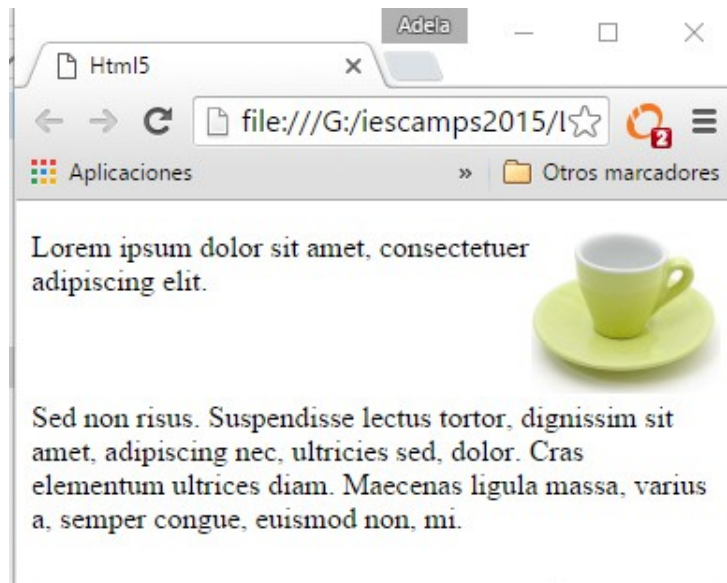 Adela
Html5
file:///G:/iescamps2015/l
2
Aplicaciones » Otros marcadores
Lorem ipsum dolor sit amet, consectetuer
adipiscing elit.
Sed non risus. Suspendisse lectus tortor, dignissim sit
amet, adipiscing nec, ultricies sed, dolor. Cras
elementum ultrices diam. Maecenas ligula massa, varius
a, semper congue, euismod non, mi.